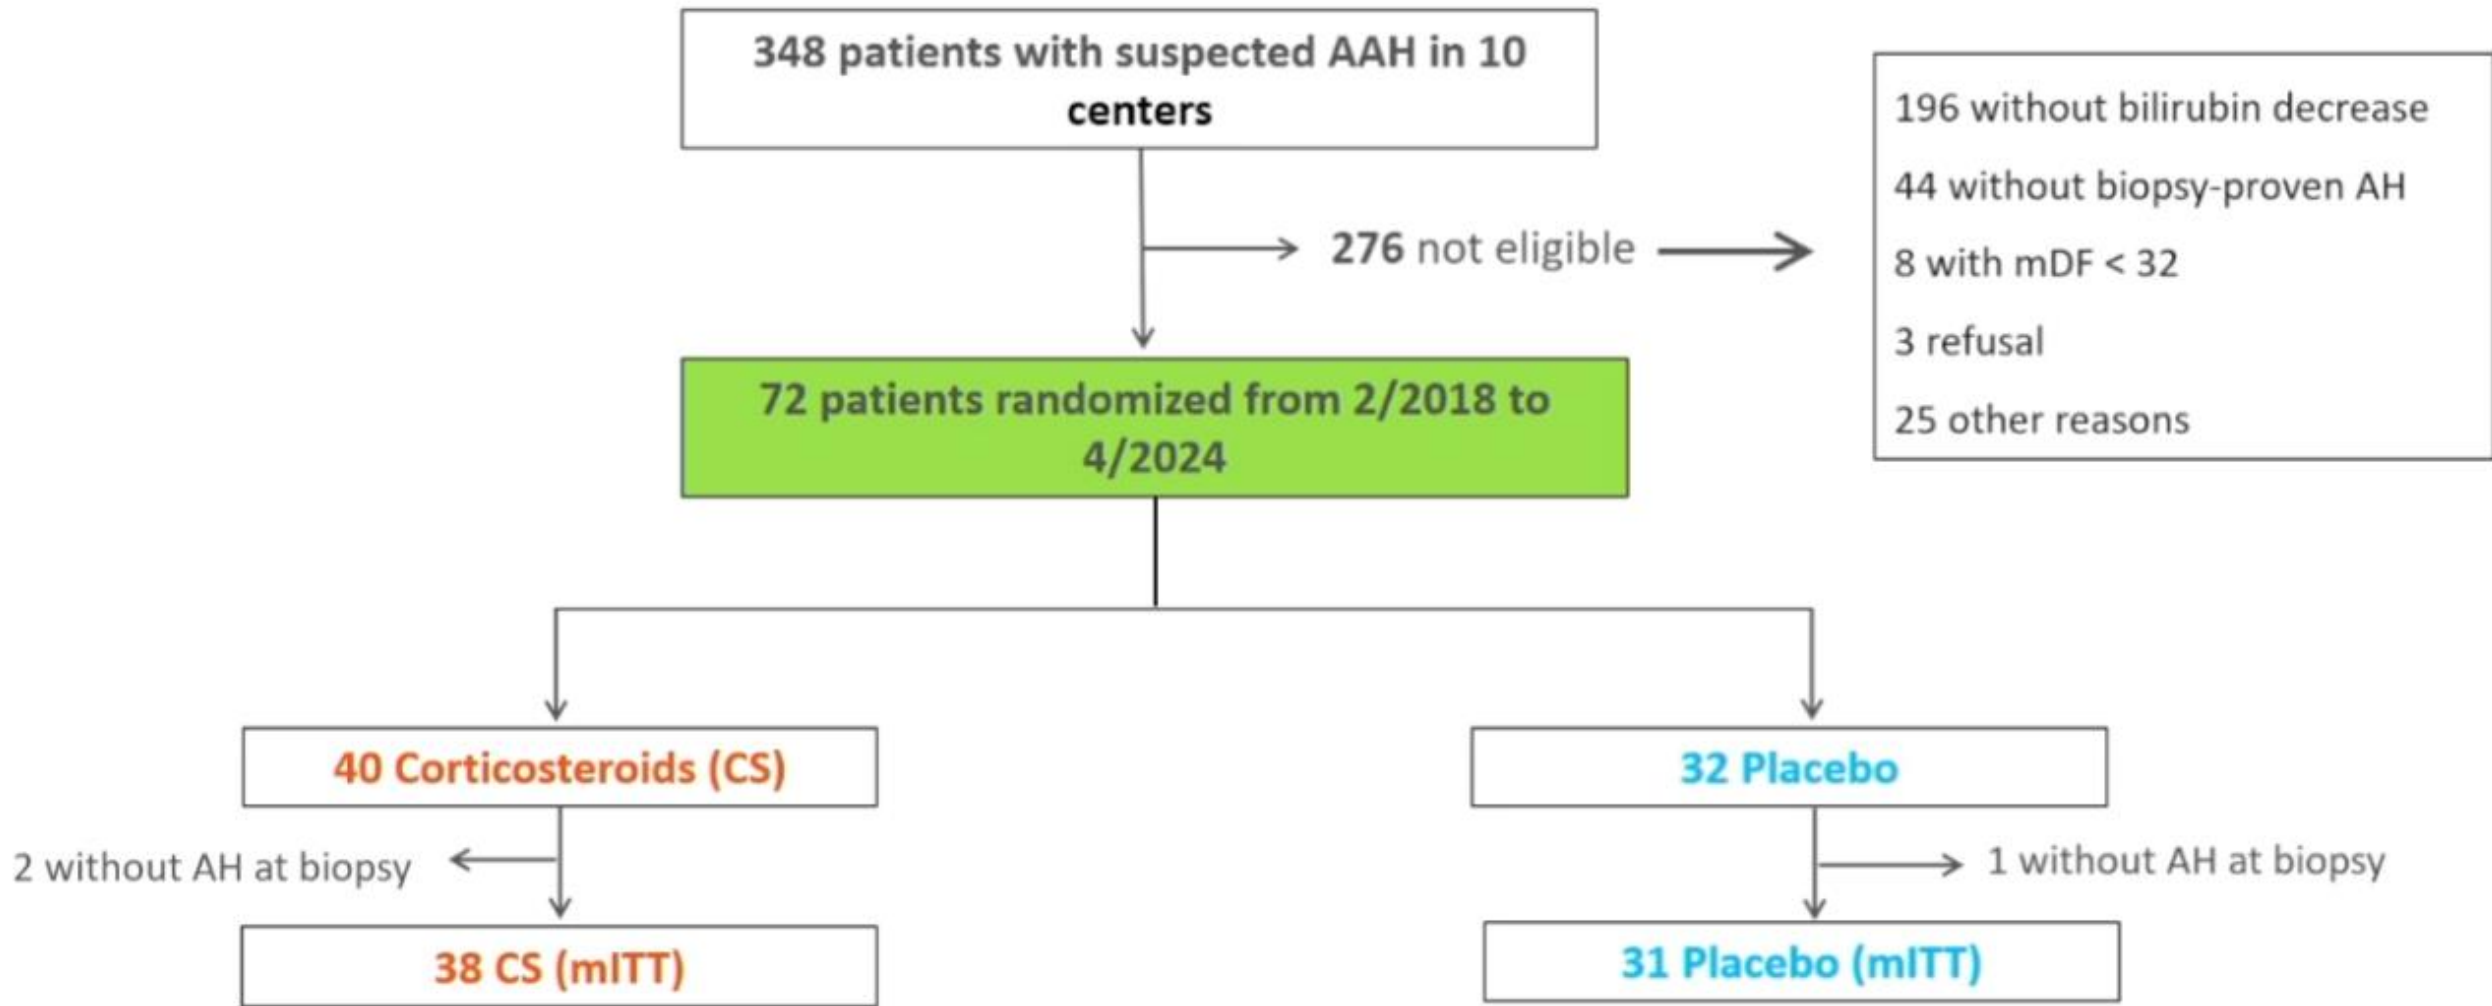 348 patients with suspected AAH in 10
centers
276 not eligible
196 without bilirubin decrease
44 without biopsy-proven AH
8 with mDF < 32
3 refusal
25 other reasons
72 patients randomized from 2/2018 to
4/2024
40 Corticosteroids (CS)
32 Placebo
2 without AH at biopsy
1 without AH at biopsy
38 CS (mITT)
31 Placebo (mITT)